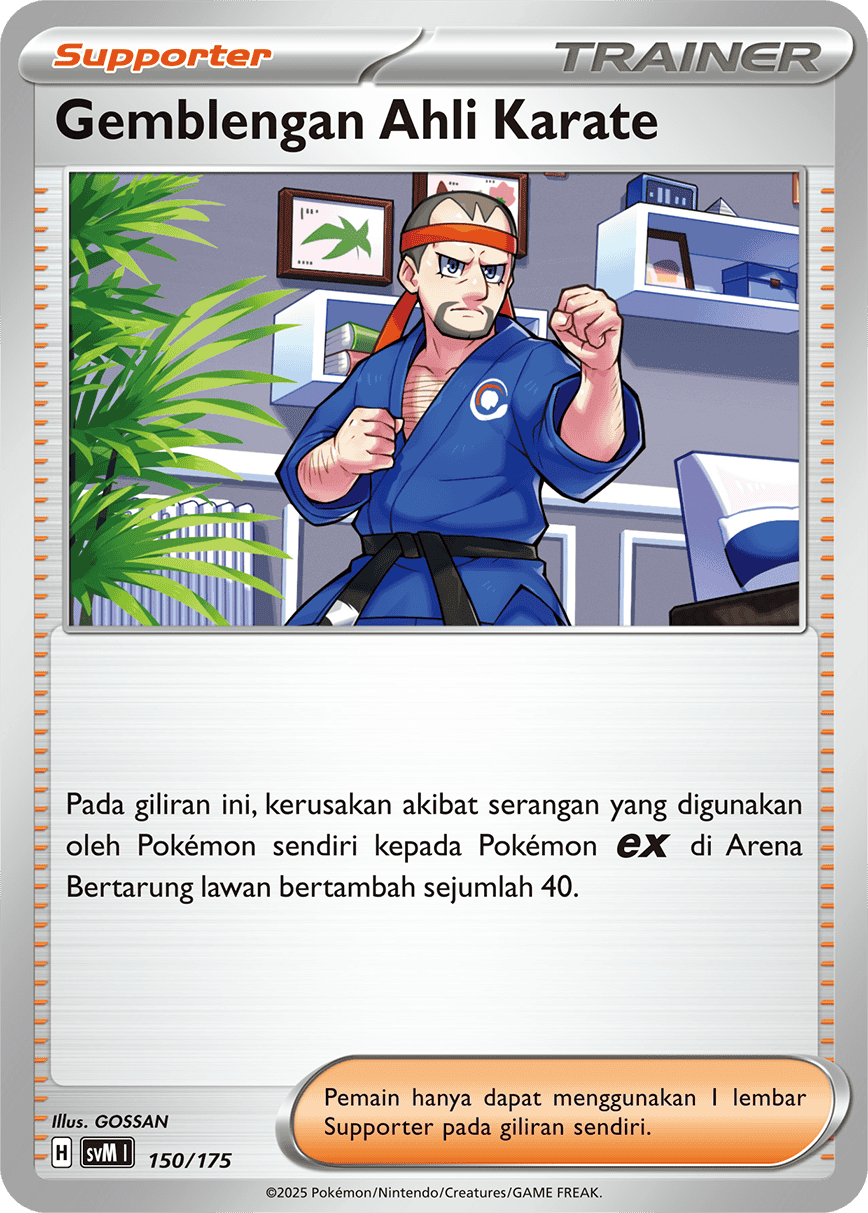 Supporter
TRAINER
Gemblengan Ahli Karate
Pada giliran ini, kerusakan akibat serangan yang digunakan
oleh Pokémon sendiri kepada Pokémon ex di Arena
Bertarung lawan bertambah sejumlah 40.
Pemain hanya dapat menggunakan 1 lembar
Supporter pada giliran sendiri.
Illus. GOSSAN
H svM I 150/175
©2025 Pokémon/Nintendo/Creatures/GAME FREAK.